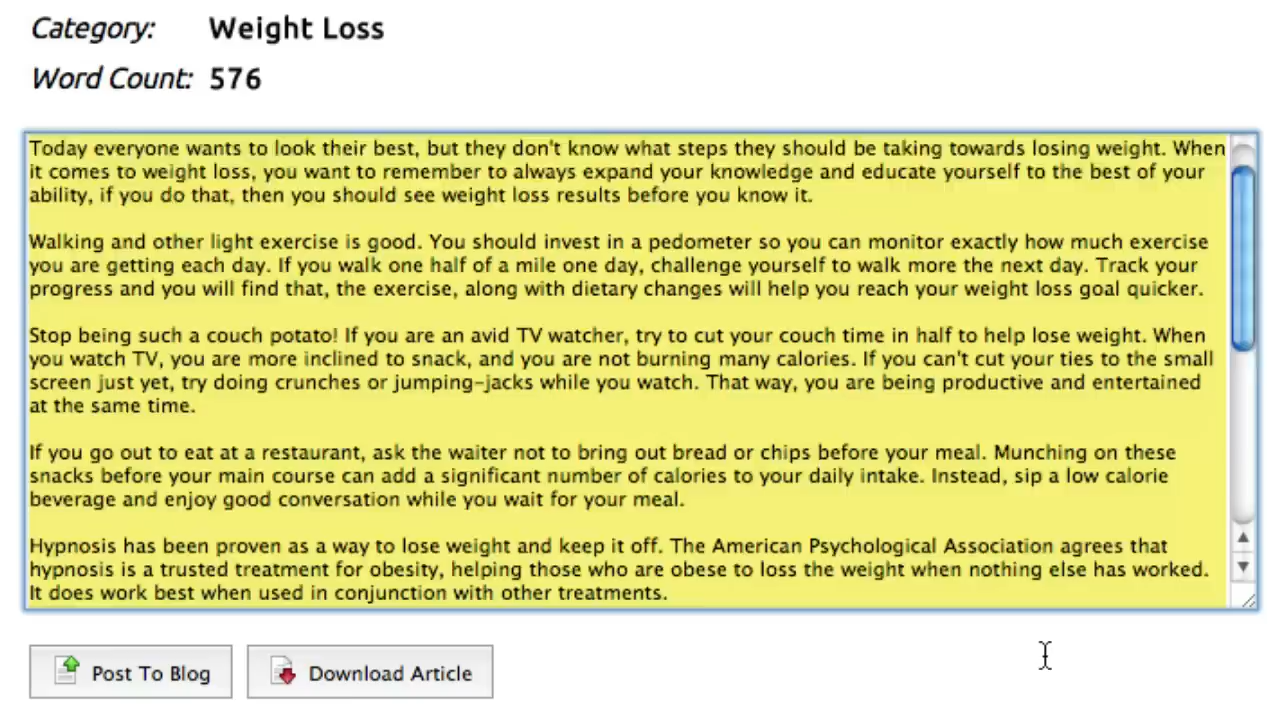 Category: Weight Loss
Word Count: 576
Today everyone wants to look their best, but they don't know what steps they should be taking towards losing weight. When
it comes to weight loss, you want to remember to always expand your knowledge and educate yourself to the best of your
ability, if you do that, then you should see weight loss results before you know it.
Walking and other light exercise is good. You should invest in a pedometer so you can monitor exactly how much exercise
you are getting each day. If you walk one half of a mile one day, challenge yourself to walk more the next day. Track your
progress and you will find that, the exercise, along with dietary changes will help you reach your weight loss goal quicker.
Stop being such a couch potato! If you are an avid TV watcher, try to cut your couch time in half to help lose weight. When
you watch TV, you are more inclined to snack, and you are not burning many calories. If you can't cut your ties to the small
screen just yet, try doing crunches or jumping-jacks while you watch. That way, you are being productive and entertained
at the same time.
If you go out to eat at a restaurant, ask the waiter not to bring out bread or chips before your meal. Munching on these
snacks before your main course can add a significant number of calories to your daily intake. Instead, sip a low calorie
beverage and enjoy good conversation while you wait for your meal.
Hypnosis has been proven as a way to lose weight and keep it off. The American Psychological Association agrees that
hypnosis is a trusted treatment for obesity, helping those who are obese to loss the weight when nothing else has worked.
It does work best when used in conjunction with other treatments.
Post To Blog Download Article